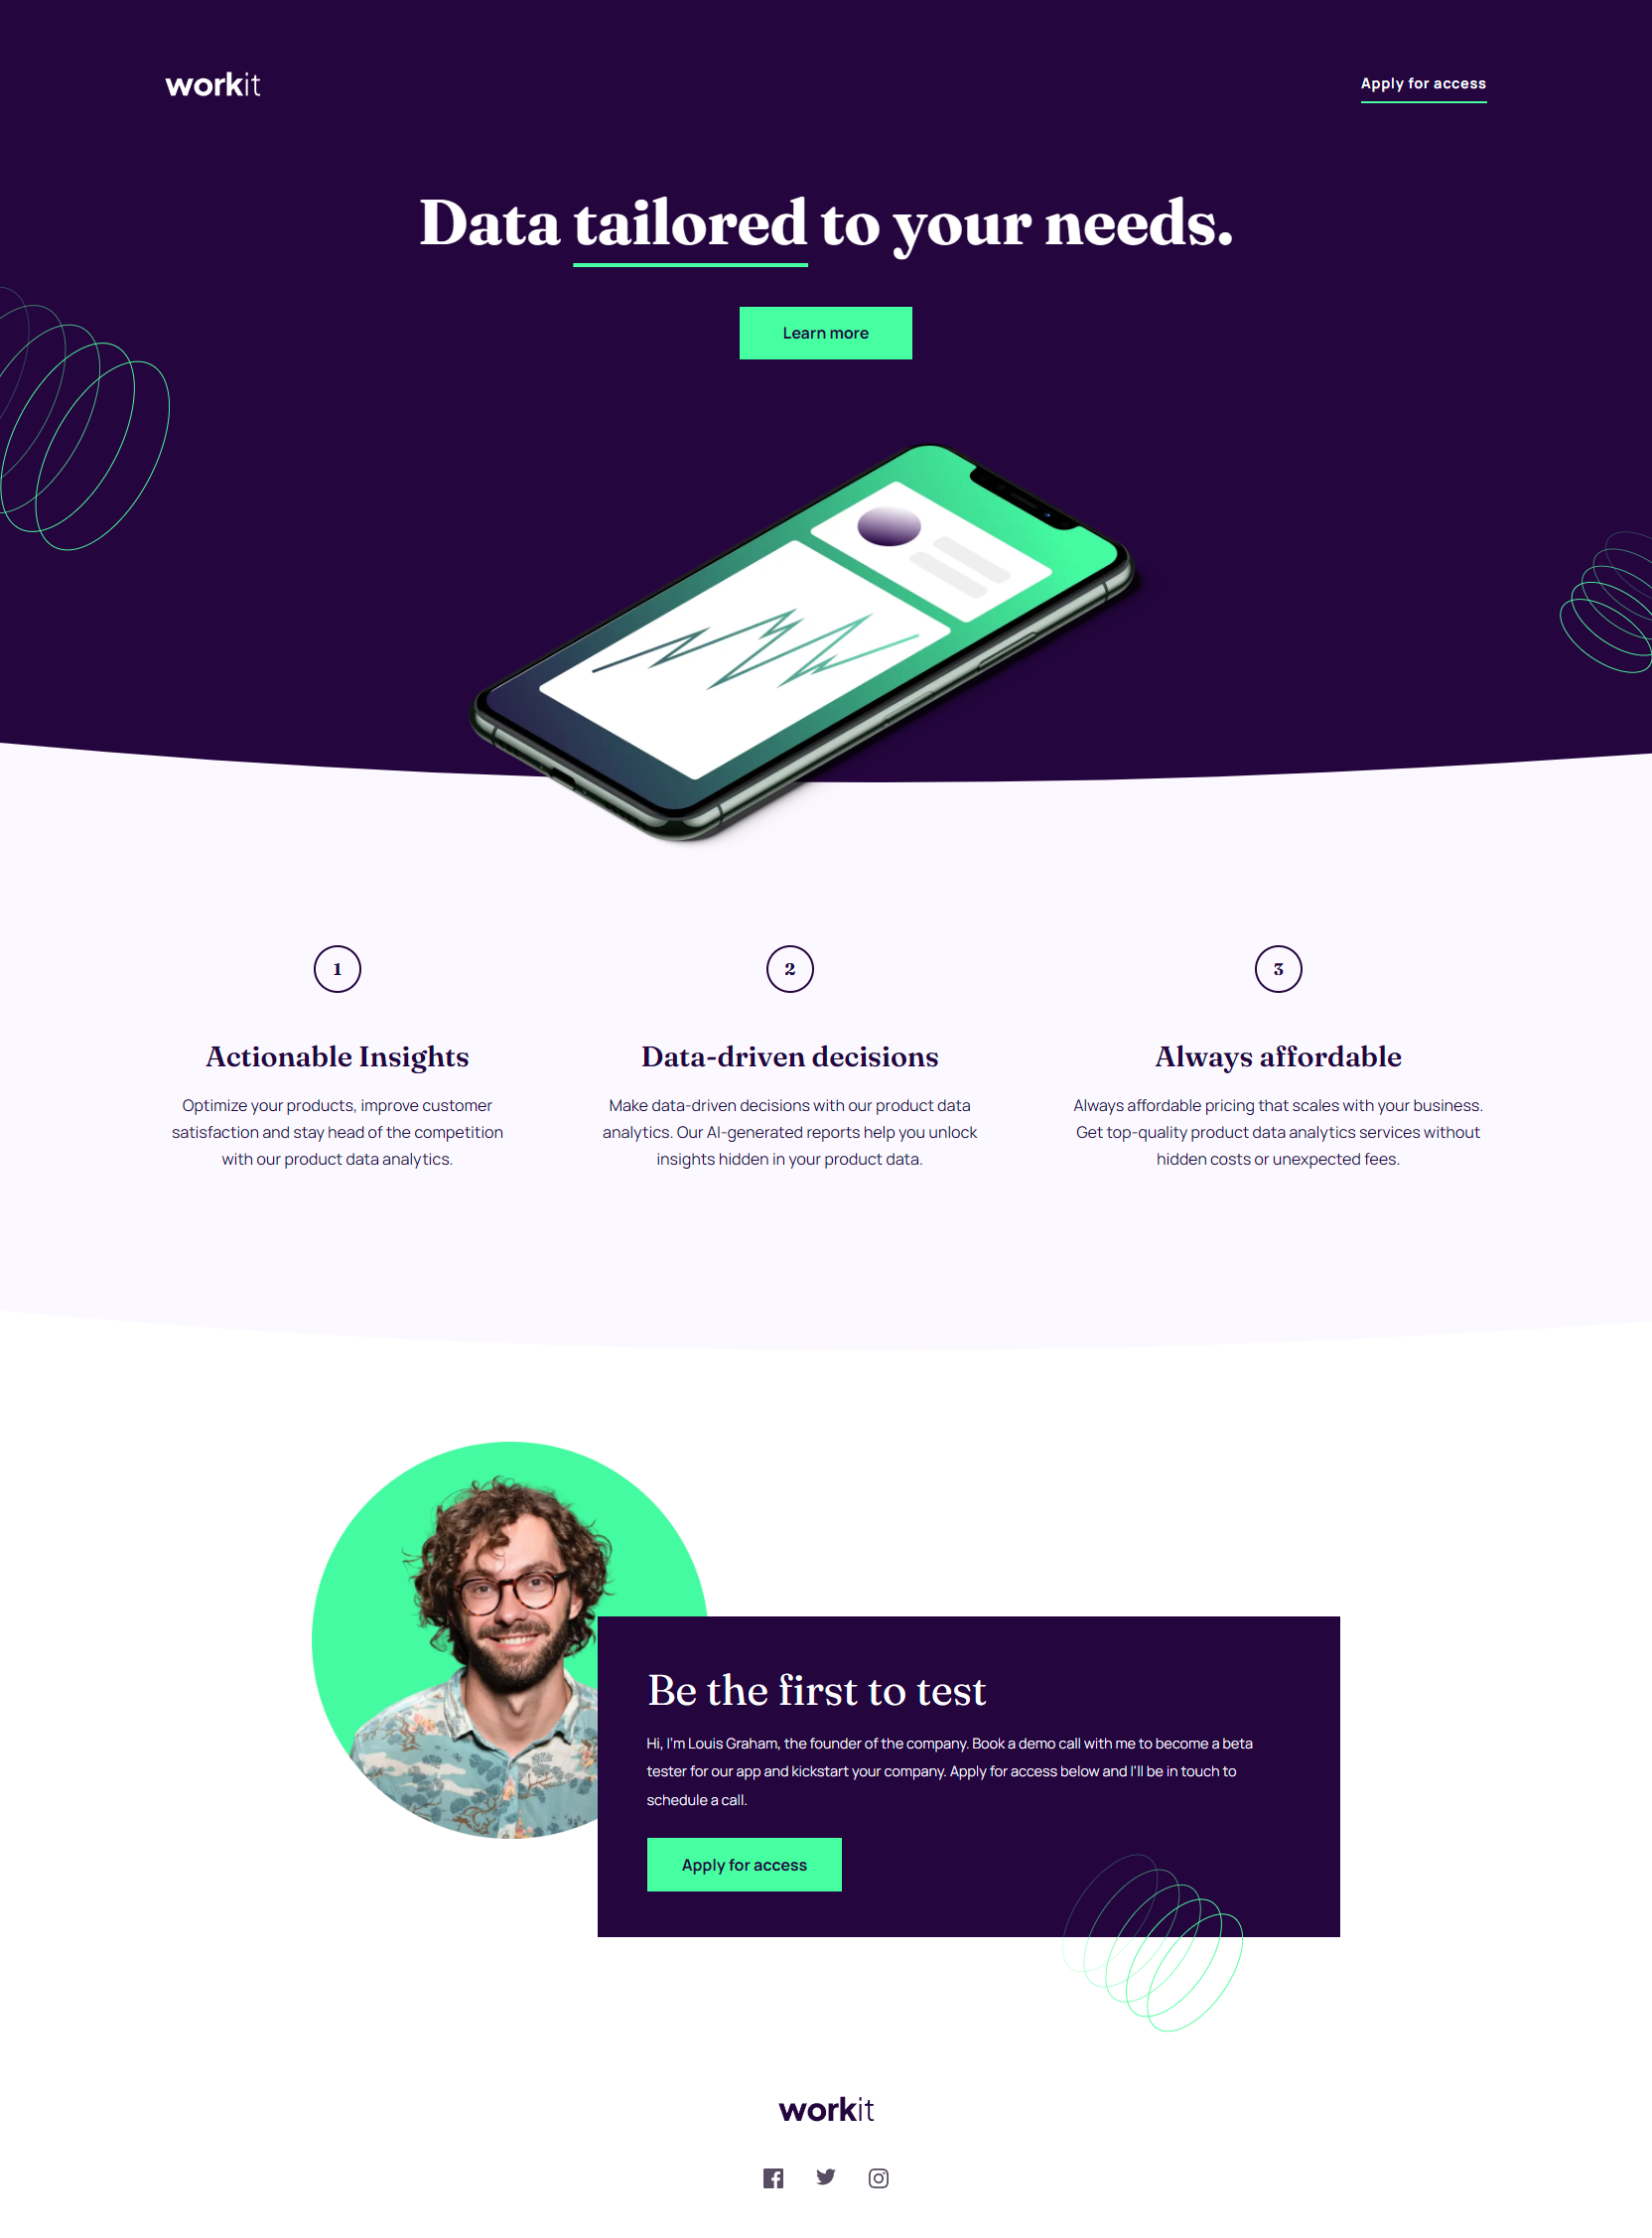 workit
Apply for access
Data tailored to your needs.
Learn more
1
Actionable Insights
Optimize your products, improve customer
satisfaction and stay head of the competition
with our product data analytics.
2
Data-driven decisions
Make data-driven decisions with our product data
analytics. Our AI-generated reports help you unlock
insights hidden in your product data.
3
Always affordable
Always affordable pricing that scales with your business.
Get top-quality product data analytics services without
hidden costs or unexpected fees.
Be the first to test
Hi, I'm Louis Graham, the founder of the company. Book a demo call with me to become a beta
tester for our app and kickstart your company. Apply for access below and I'll be in touch to
schedule a call.
Apply for access
workit